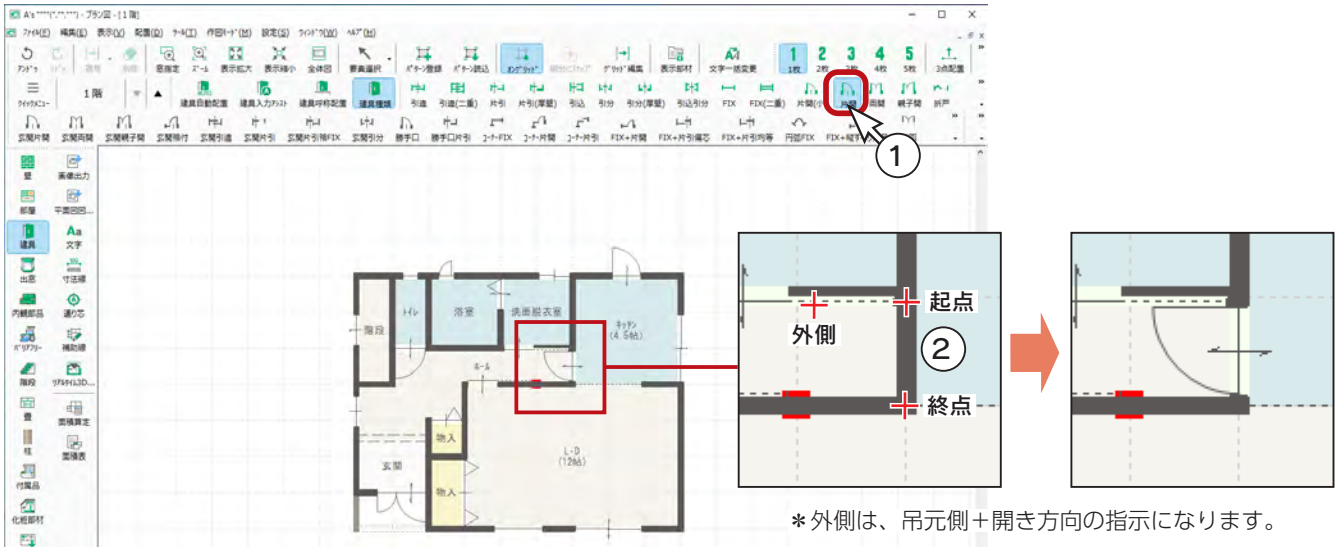 A's ****(*,**,***) - プラン図 - [1 階]
ファイル(F) 編集(E) 表示(V) 配置(D) ツール(T) 作図モード(M) 設定(S) ウィンドウ(W) ヘルプ(H)
アンドゥ 窓指定 ズーム 表示拡大 表示縮小 全体図 要素選択 パターン登録 パターン読込 オングリッド グリッド編集 表示部材 文字一括変更 1枚 2枚 3枚 4枚 5枚 3点配置
クイックメニュー 1 階 建具自動配置 建具入力アシスト 建具呼称配置 建具種類 引違 引違(二重) 片引 片引(厚壁) 引込 引分 引分(厚壁) 引込引分 FIX FIX(二重) 片開(小 片開 両開 親子開 折戸
玄関片開 玄関両開 玄関親子開 玄関袖付 玄関引違 玄関片引 玄関片引袖FIX 玄関引分 勝手口 勝手口片引 コーナーFIX コーナー片開 コーナー片引 FIX+片開 FIX+片引偏芯 FIX+片引均等 円弧FIX
壁 画像出力
部屋 平面図図...
建具 文字
出窓 寸法線
内観部品 通り芯
バリアフリー 補助線
階段 リアルタイム3D...
畳 面積算定
柱 面積表
付属品
化粧部材
①
階段
トイレ
浴室
洗面脱衣室
キッチン
(4.5帖)
ホール
物入
玄関
物入
L・D
(12帖)
起点
外側
②
終点
＊外側は、吊元側＋開き方向の指示になります。